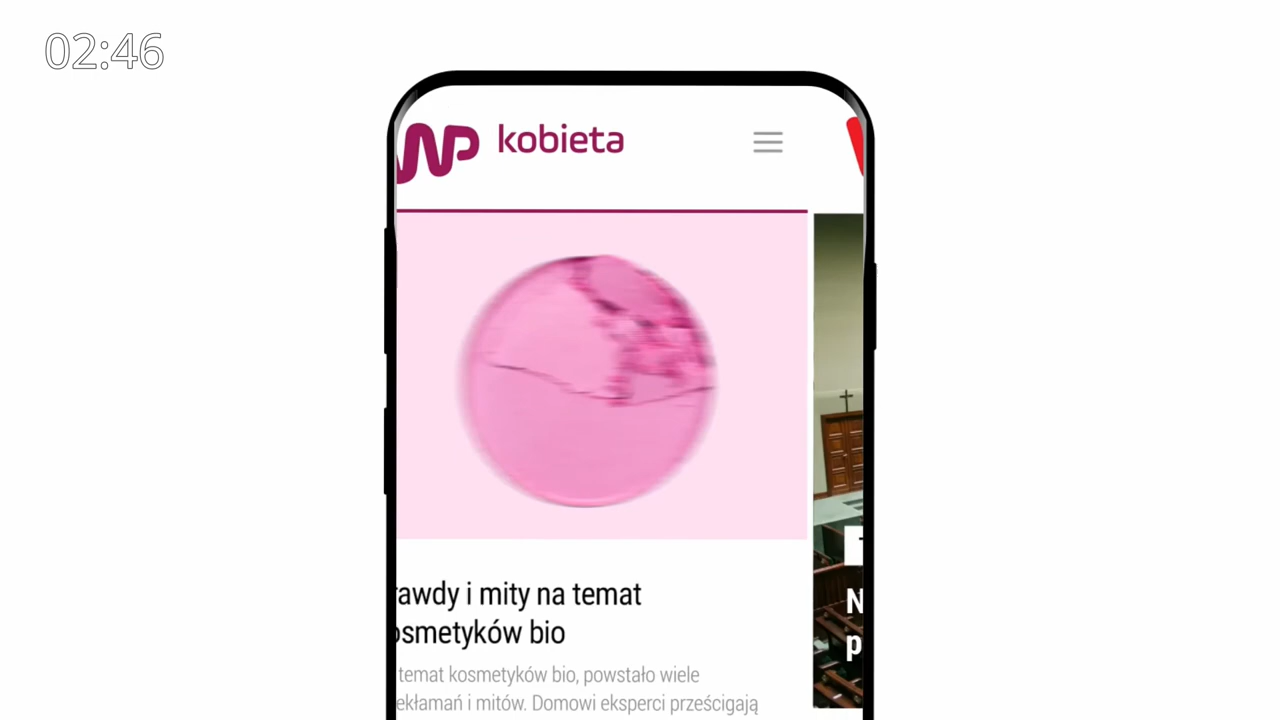 02:46
WP kobieta
rawdy i mity na temat
osmetyków bio
temat kosmetyków bio, powstało wiele
ekłamań i mitów. Domowi eksperci prześcigają
N
p